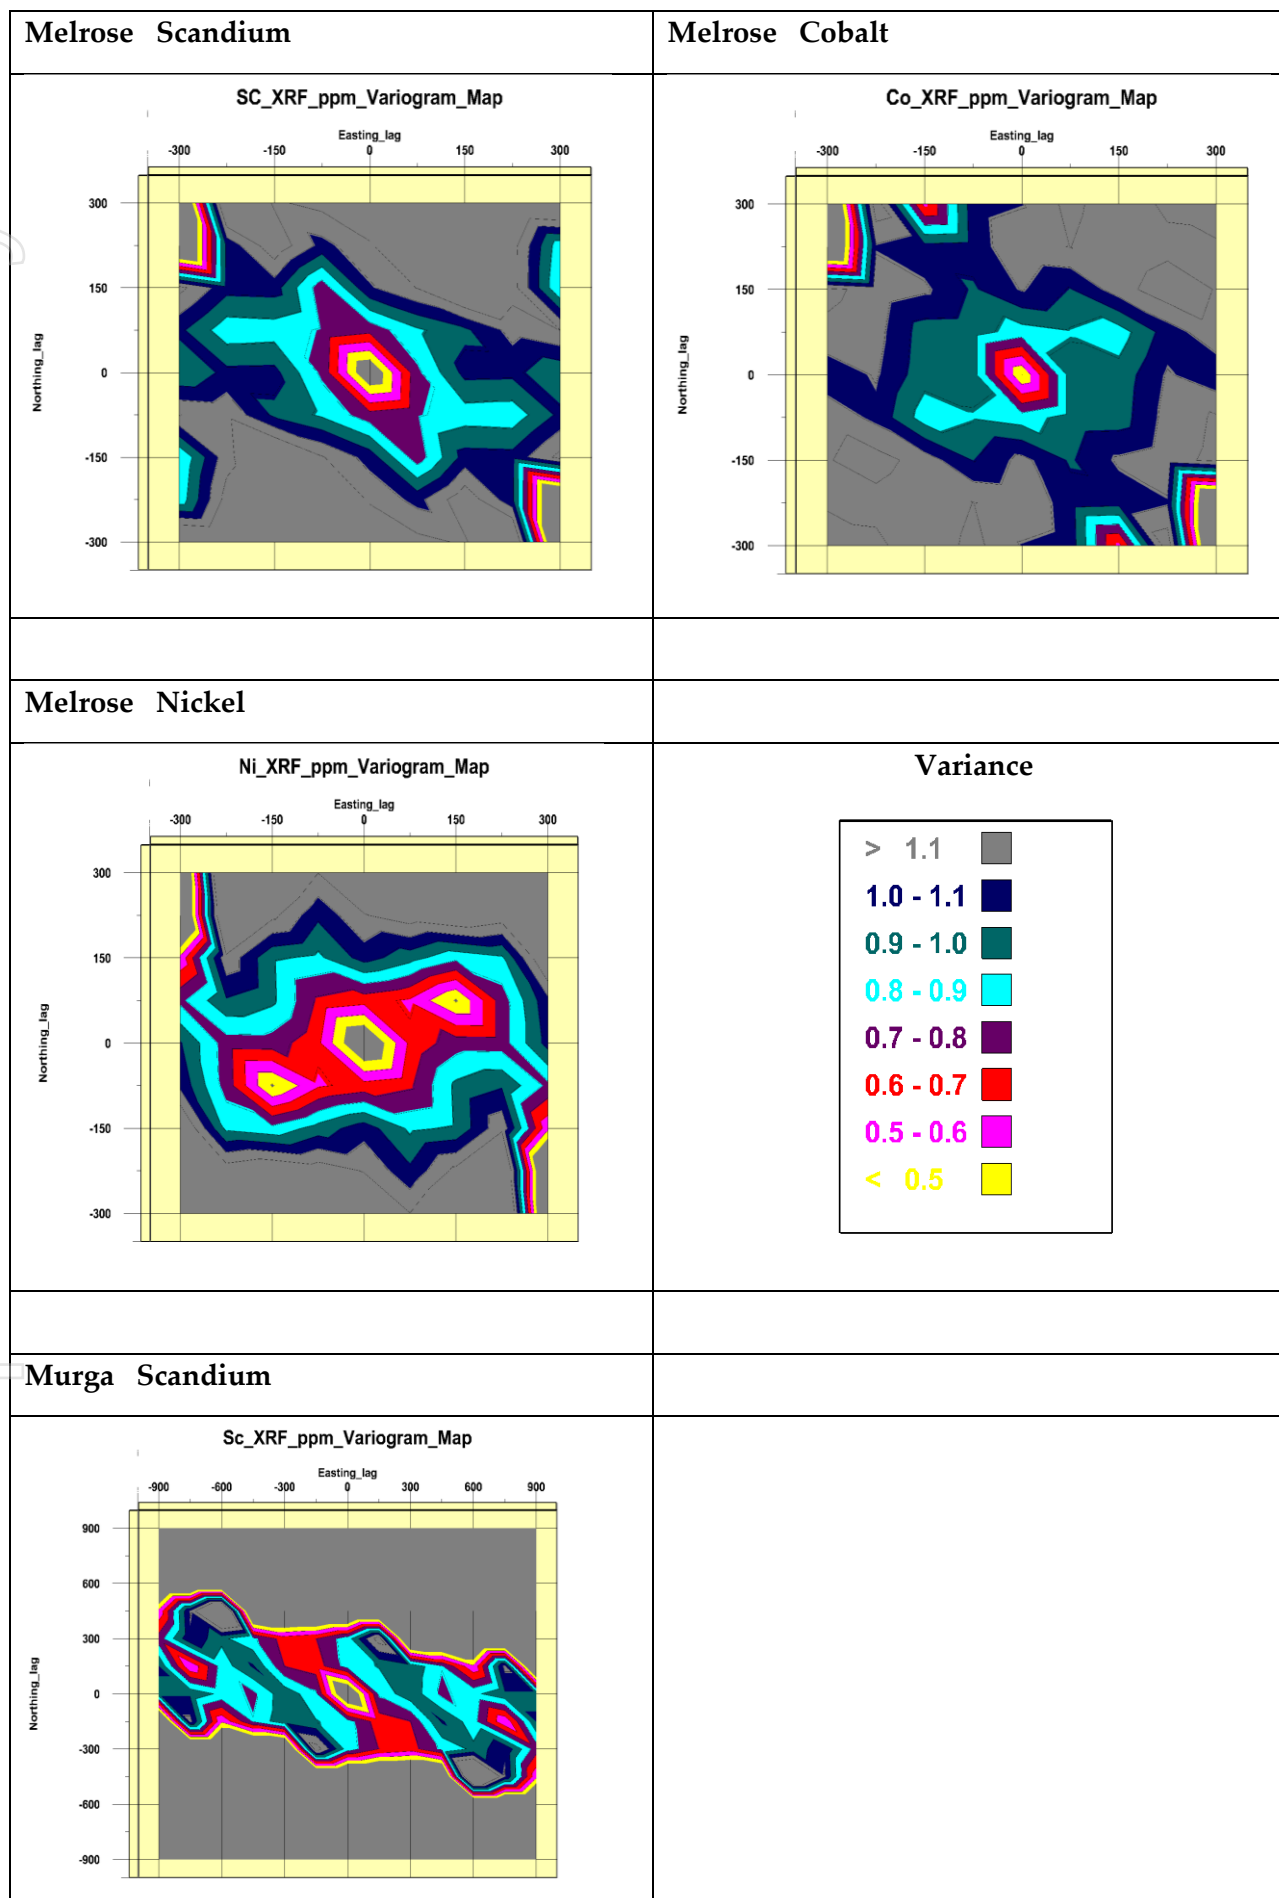 Melrose Scandium
Melrose Cobalt
SC_XRF_ppm_Variogram_Map
Easting_lag
-300 -150 0 150 300
300
150
0
-150
-300
Northing_lag
Co_XRF_ppm_Variogram_Map
Easting_lag
-300 -150 0 150 300
300
150
0
-150
-300
Northing_lag
Melrose Nickel
Ni_XRF_ppm_Variogram_Map
Easting_lag
-300 -150 0 150 300
300
150
0
-150
-300
Northing_lag
Variance
> 1.1
1.0 - 1.1
0.9 - 1.0
0.8 - 0.9
0.7 - 0.8
0.6 - 0.7
0.5 - 0.6
< 0.5
Murga Scandium
Sc_XRF_ppm_Variogram_Map
Easting_lag
-900 -600 -300 0 300 600 900
900
600
300
0
-300
-600
-900
Northing_lag